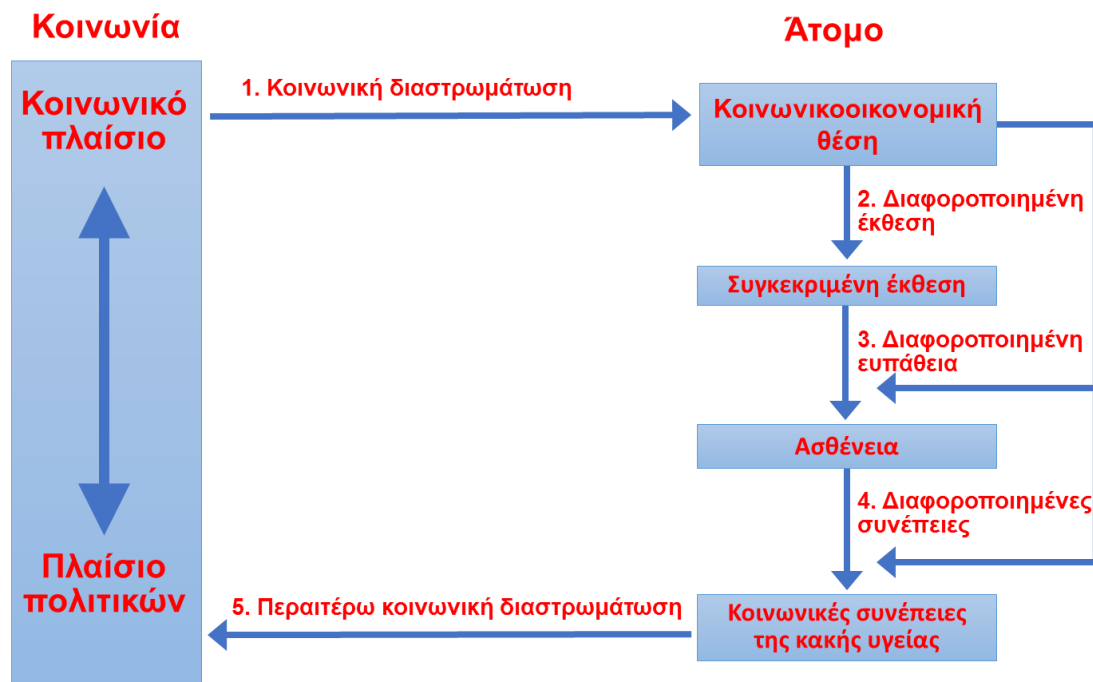 Κοινωνία
Άτομο
Κοινωνικό
πλαίσιο
1. Κοινωνική διαστρωμάτωση
Κοινωνικοοικονομική
θέση
2. Διαφοροποιημένη
έκθεση
Συγκεκριμένη έκθεση
3. Διαφοροποιημένη
ευπάθεια
Ασθένεια
4. Διαφοροποιημένες
συνέπειες
Πλαίσιο
πολιτικών
5. Περαιτέρω κοινωνική διαστρωμάτωση
Κοινωνικές συνέπειες
της κακής υγείας